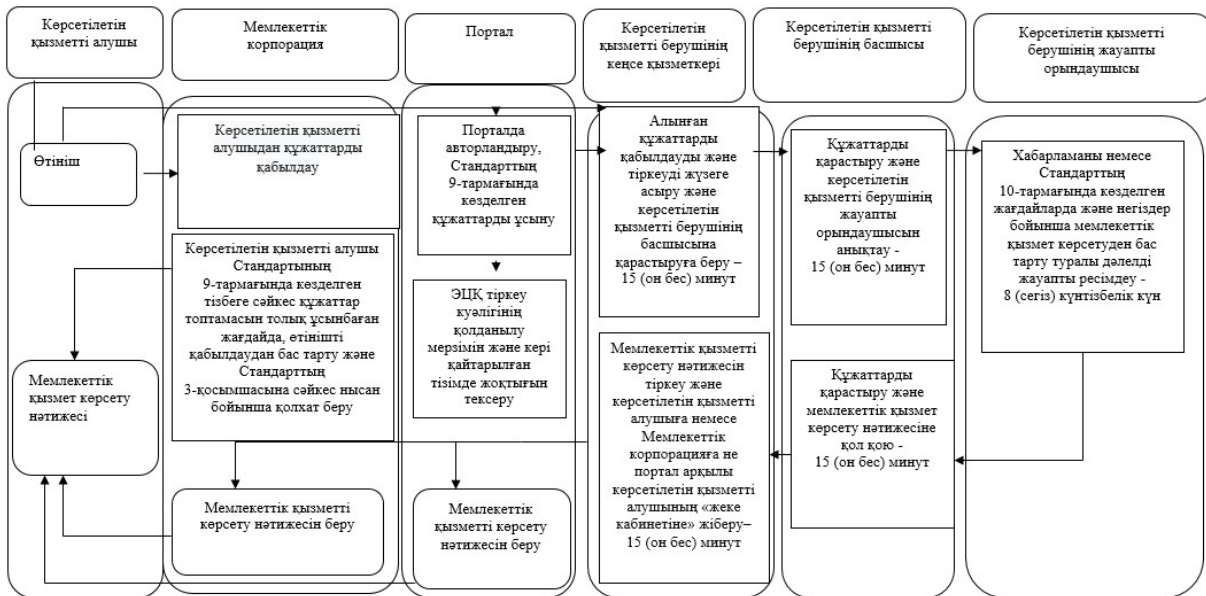 Көрсетілетін
қызметті алушы
Мемлекеттік
корпорация
Портал
Көрсетілетін
қызметті берушінің
кеңсе қызметкері
Көрсетілетін қызметті
берушінің басшысы
Көрсетілетін қызметті
берушінің жауапты
орындаушысы
Өтініш
Көрсетілетін қызметті
алушыдан құжаттарды
қабылдау
Порталда
авторландыру,
Стандарттың
9-тармағында
көзделген
құжаттарды ұсыну
Алынған
құжаттарды
қабылдауды және
тіркеуді жүзеге
асыру және
көрсетілетін
қызметті берушінің
басшысына
қарастыруға беру –
15 (он бес) минут
Құжаттарды
қарастыру және
көрсетілетін
қызметті берушінің
жауапты
орындаушысын
анықтау -
15 (он бес) минут
Хабарламаны немесе
Стандарттың
10-тармағында көзделген
жағдайларда және негіздер
бойынша мемлекеттік
қызмет көрсетуден бас
тарту туралы дәлелді
жауапты ресімдеу -
8 (сегіз) күнтізбелік күн
Көрсетілетін қызметті алушы
Стандартының
9-тармағында көзделген
тізбеге сәйкес құжаттар
топтамасын толық ұсынбаған
жағдайда, өтінішті
қабылдаудан бас тарту және
Стандарттың
3-қосымшасына сәйкес нысан
бойынша қолхат беру
ЭЦҚ тіркеу
куәлігінің
қолданылу
мерзімін және кері
қайтарылған
тізімде жоқтығын
тексеру
Мемлекеттік қызметті
көрсету нәтижесін
тіркеу және
көрсетілетін қызметті
алушыға немесе
Мемлекеттік
корпорацияға не
портал арқылы
көрсетілетін қызметті
алушының «жеке
кабинетіне» жіберу–
15 (он бес) минут
Құжаттарды
қарастыру және
мемлекеттік қызмет
көрсету нәтижесіне
қол қою -
15 (он бес) минут
Мемлекеттік
қызмет көрсету
нәтижесі
Мемлекеттік қызметті
көрсету нәтижесін беру
Мемлекеттік
қызметті көрсету
нәтижесін беру